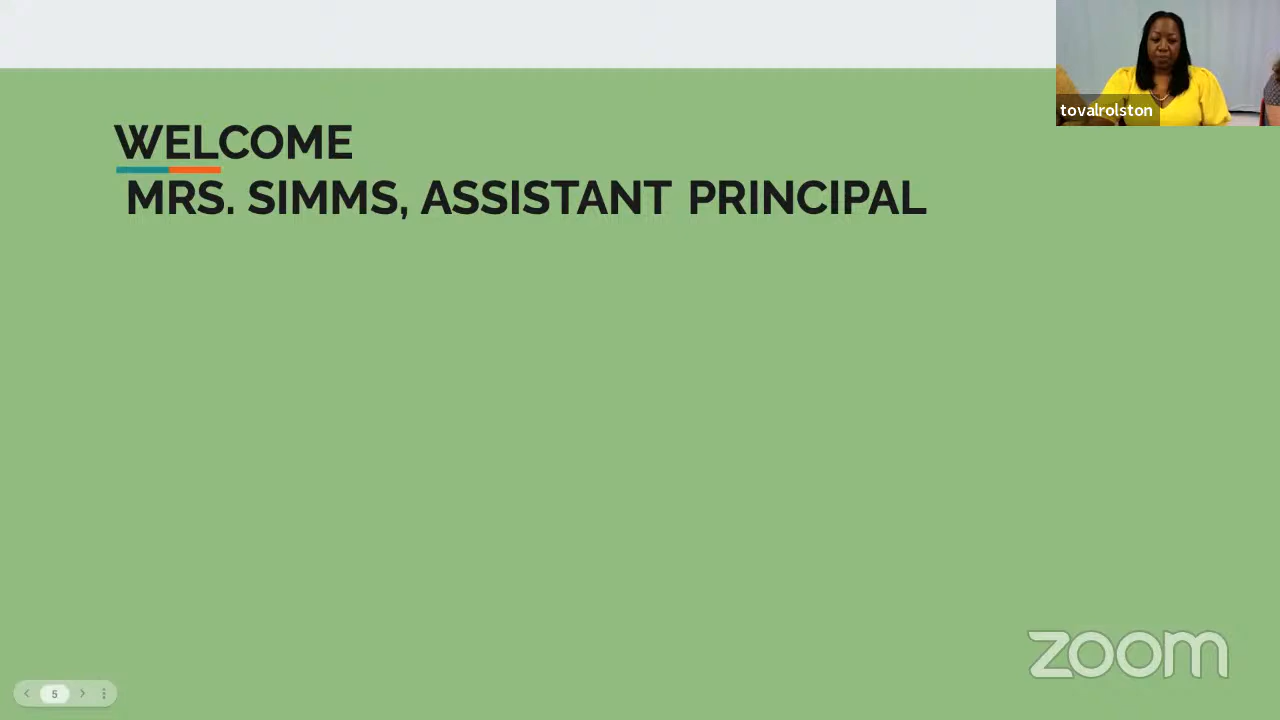 tovalrolston
WELCOME
MRS. SIMMS, ASSISTANT PRINCIPAL
zoom
5